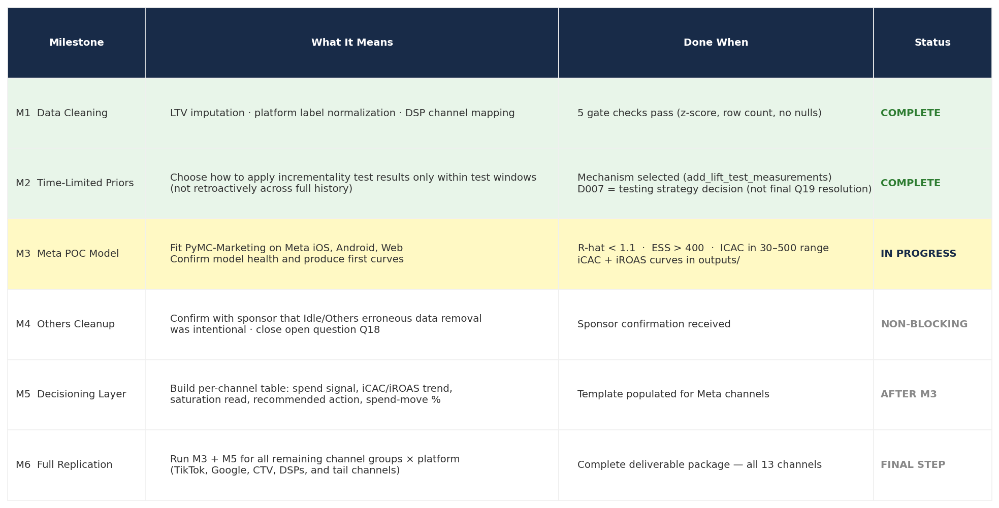 Milestone
What It Means
Done When
Status
M1  Data Cleaning
LTV imputation · platform label normalization · DSP channel mapping
5 gate checks pass (z-score, row count, no nulls)
COMPLETE
M2  Time-Limited Priors
Choose how to apply incrementality test results only within test windows
(not retroactively across full history)
Mechanism selected (add_lift_test_measurements)
D007 = testing strategy decision (not final Q19 resolution)
COMPLETE
M3  Meta POC Model
Fit PyMC-Marketing on Meta iOS, Android, Web
Confirm model health and produce first curves
R-hat < 1.1  ·  ESS > 400  ·  ICAC in 30–500 range
iCAC + iROAS curves in outputs/
IN PROGRESS
M4  Others Cleanup
Confirm with sponsor that Idle/Others erroneous data removal
was intentional · close open question Q18
Sponsor confirmation received
NON-BLOCKING
M5  Decisioning Layer
Build per-channel table: spend signal, iCAC/iROAS trend,
saturation read, recommended action, spend-move %
Template populated for Meta channels
AFTER M3
M6  Full Replication
Run M3 + M5 for all remaining channel groups × platform
(TikTok, Google, CTV, DSPs, and tail channels)
Complete deliverable package — all 13 channels
FINAL STEP